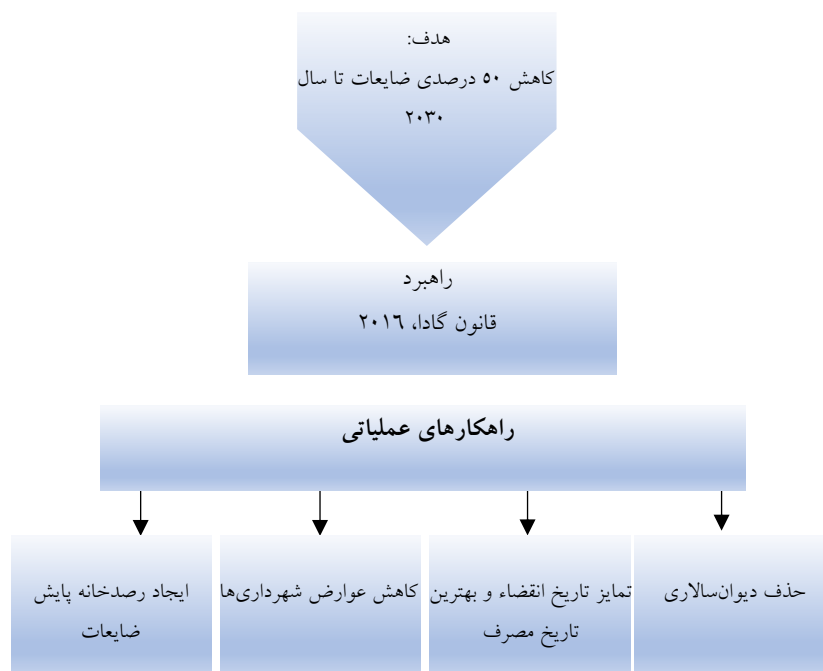 هدف:
کاهش ۵۰ درصدی ضایعات تا سال
۲۰۳۰
راهبرد
قانون گادا، ۲۰۱۶
راهکارهای عملیاتی
حذف دیوان‌سالاری
تمایز تاریخ انقضاء و بهترین
تاریخ مصرف
کاهش عوارض شهرداری‌ها
ایجاد رصدخانه پایش
ضایعات